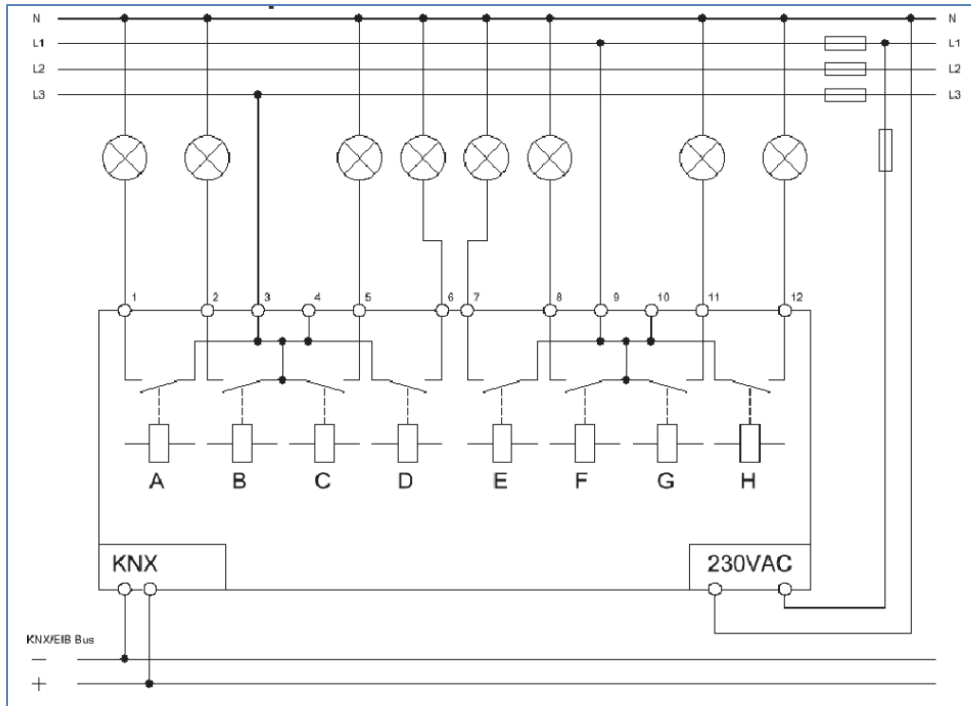 N N
L1 L1
L2 L2
L3 L3
1 2 3 4 5 6 7 8 9 10 11 12
A B C D E F G H
KNX 230VAC
KNX/EIB Bus
−
+